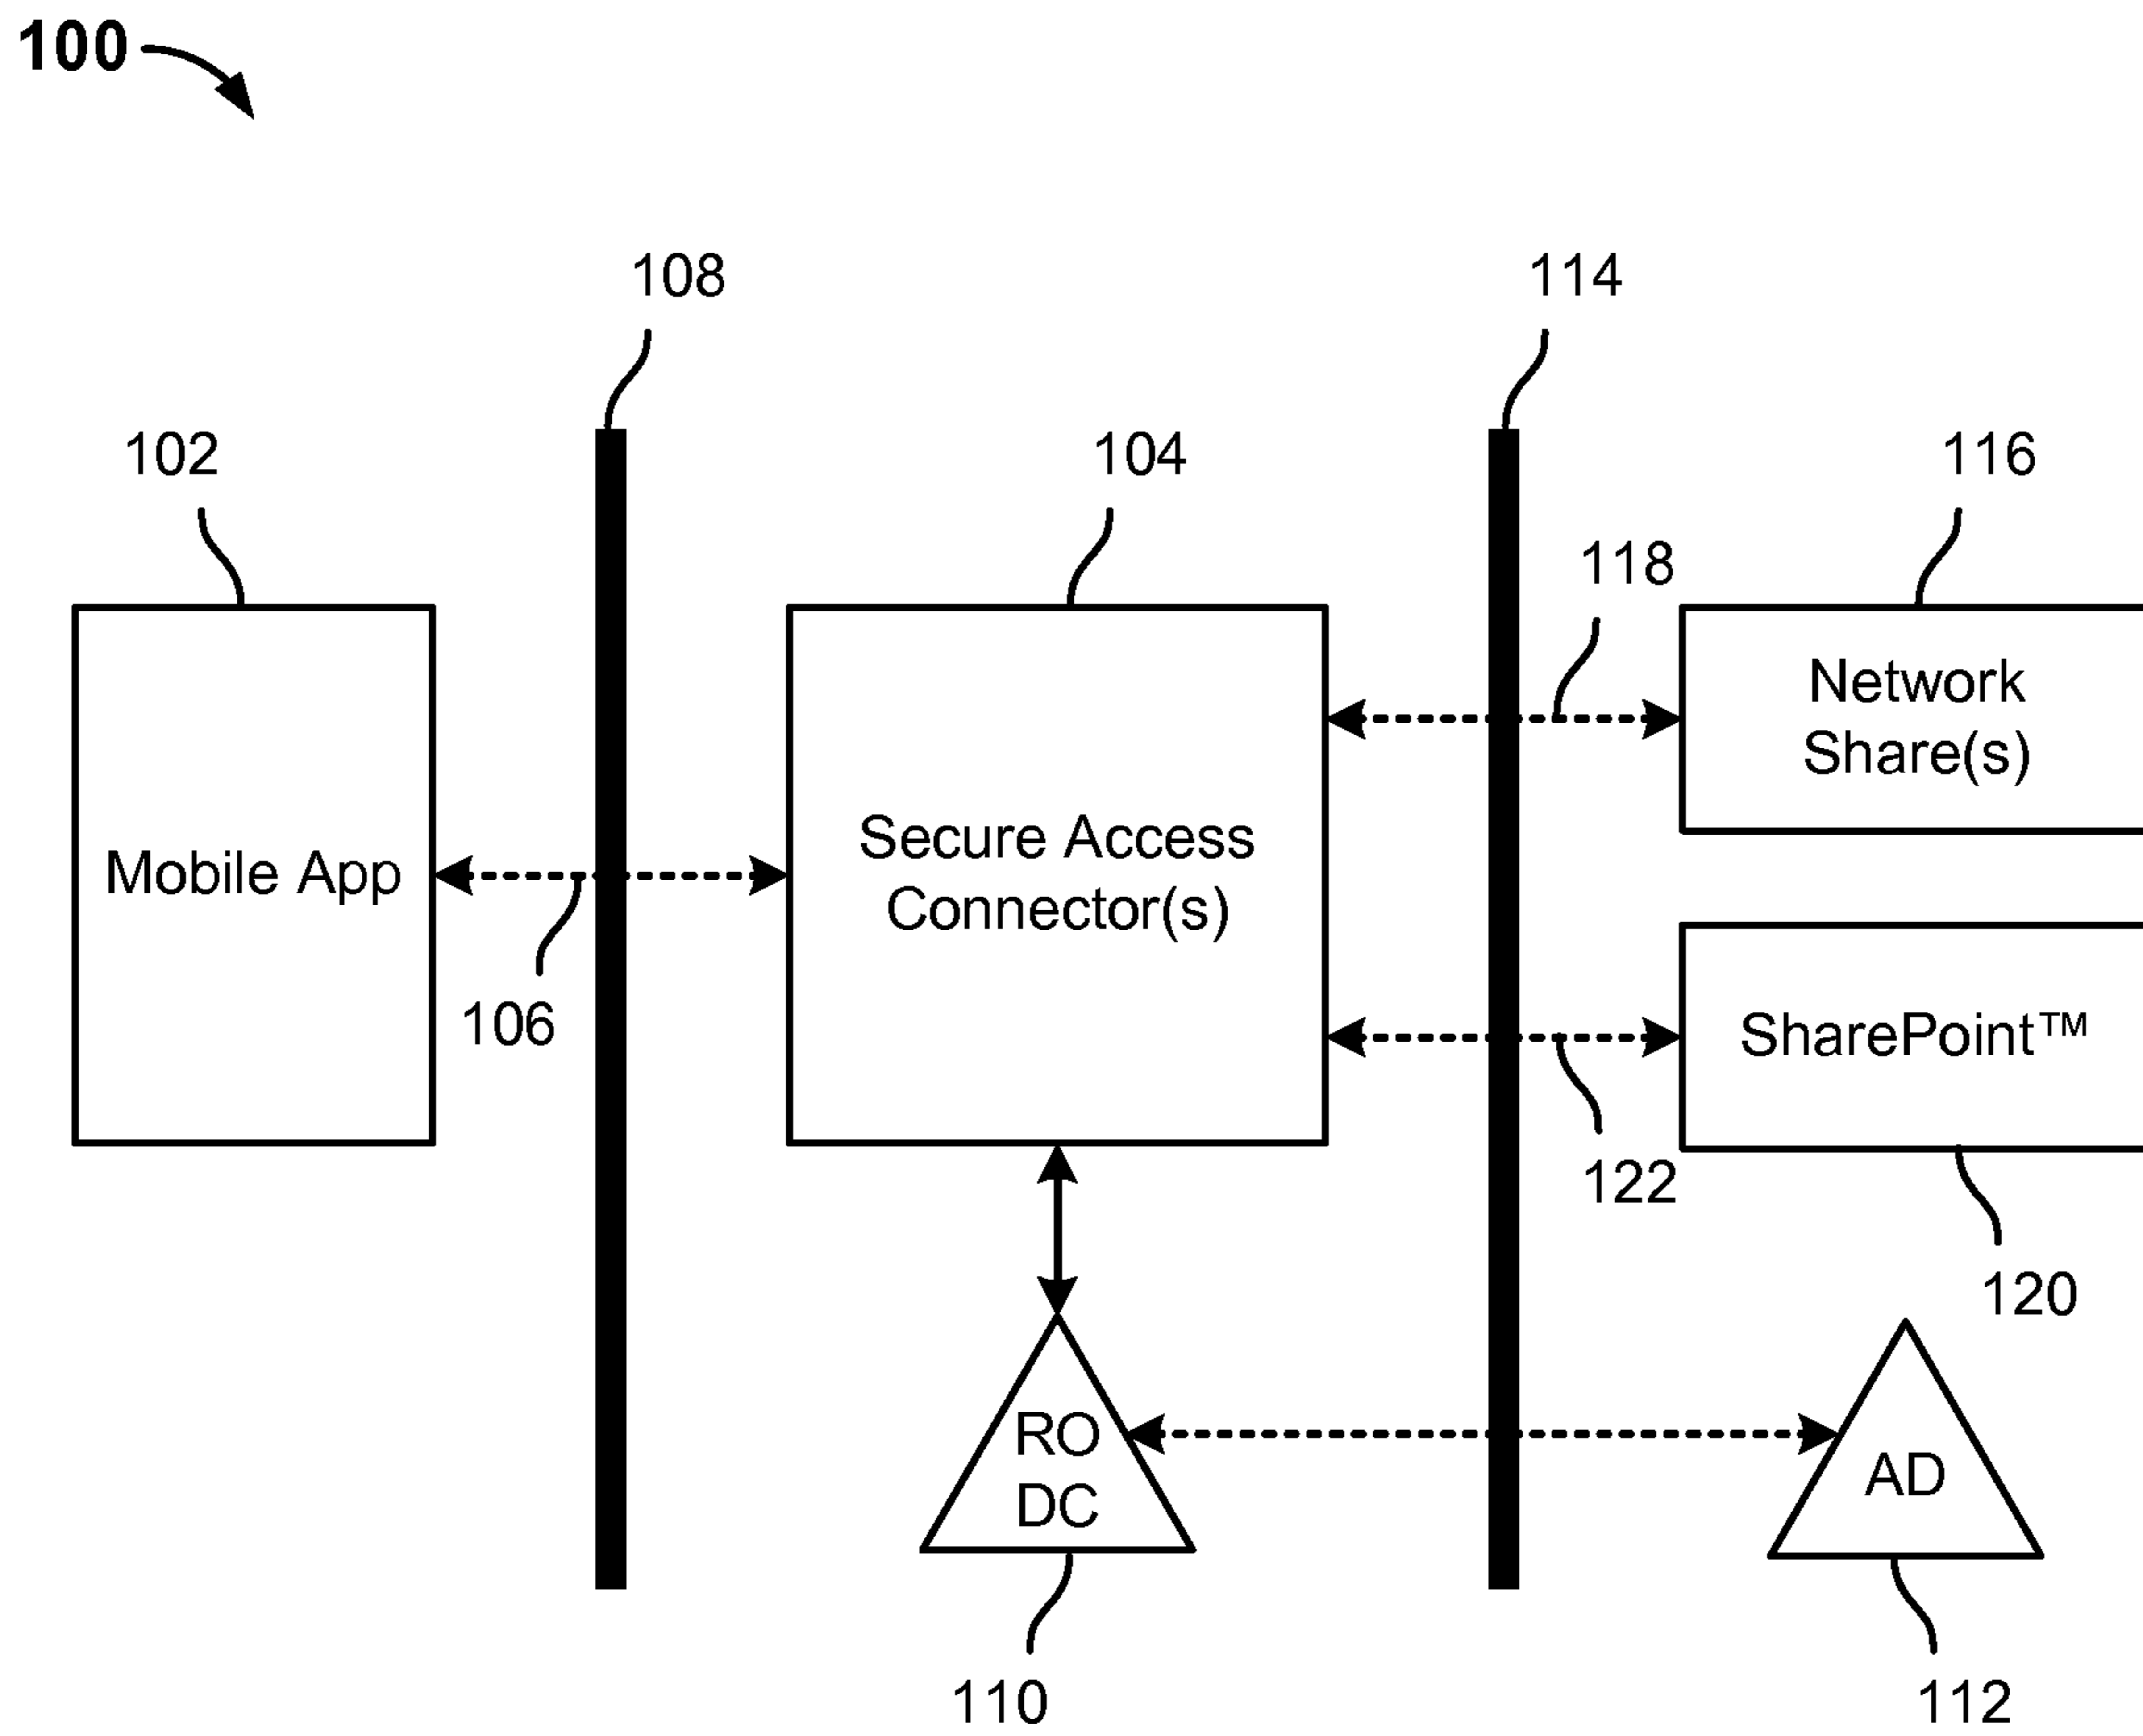 100
108
114
102
104
116
118
Network
Share(s)
Mobile App
Secure Access
Connector(s)
106
SharePoint™
122
120
RO
DC
AD
110
112